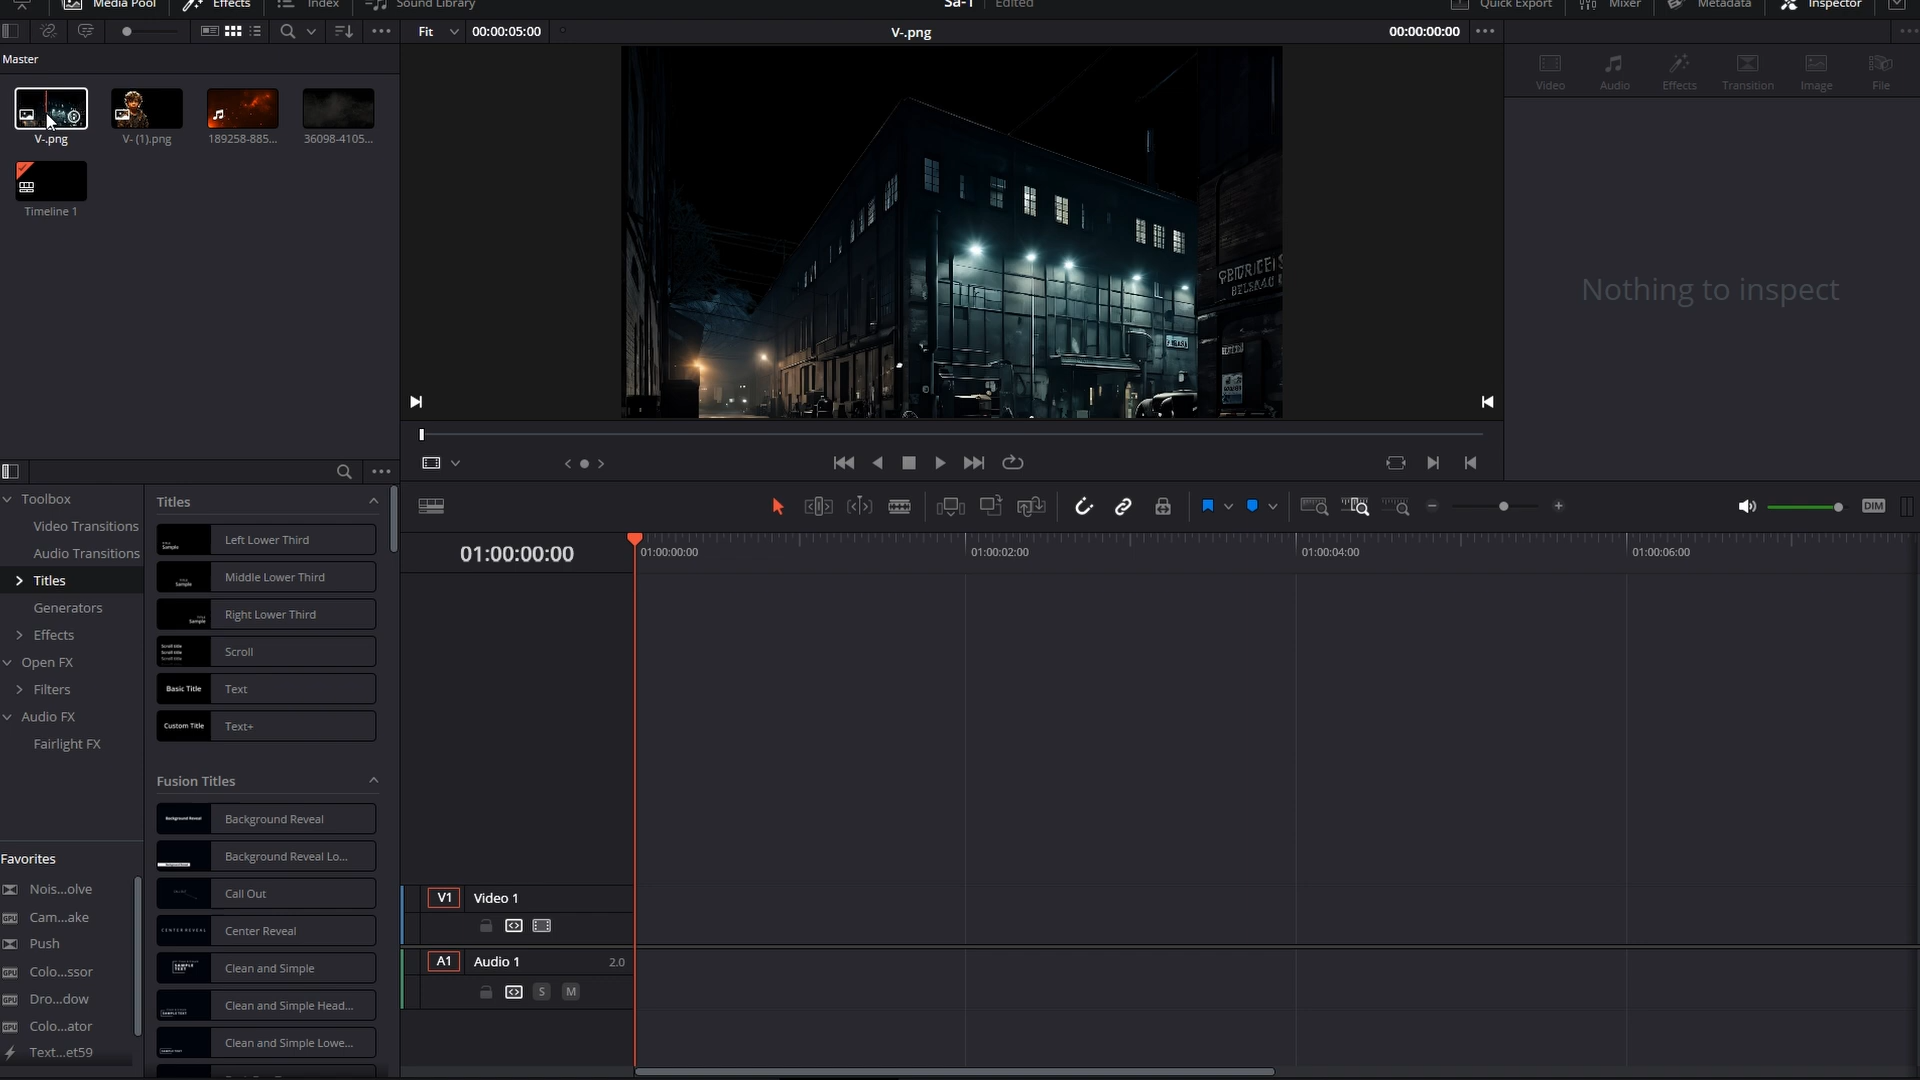 Media Pool
Effects
Index
Sound Library
Sa-1
Edited
Quick Export
Mixer
Metadata
Inspector
Fit
00:00:05:00
V-.png
00:00:00:00
Master
V-.png
V- (1).png
189258-885...
36098-4105...
Timeline 1
Video
Audio
Effects
Transition
Image
File
Nothing to inspect
Toolbox
Video Transitions
Audio Transitions
Titles
Generators
Effects
Open FX
Filters
Audio FX
Fairlight FX
Favorites
Nois...olve
Cam...ake
Push
Colo...ssor
Dro...dow
Colo...ator
Text...et59
Titles
Left Lower Third
Middle Lower Third
Right Lower Third
Scroll
Basic Title
Text
Custom Title
Text+
Fusion Titles
Background Reveal
Background Reveal Lo...
Call Out
Center Reveal
Clean and Simple
Clean and Simple Head...
Clean and Simple Lowe...
DIM
01:00:00:00
01:00:00:00
01:00:02:00
01:00:04:00
01:00:06:00
V1
Video 1
A1
Audio 1
2.0
S
M